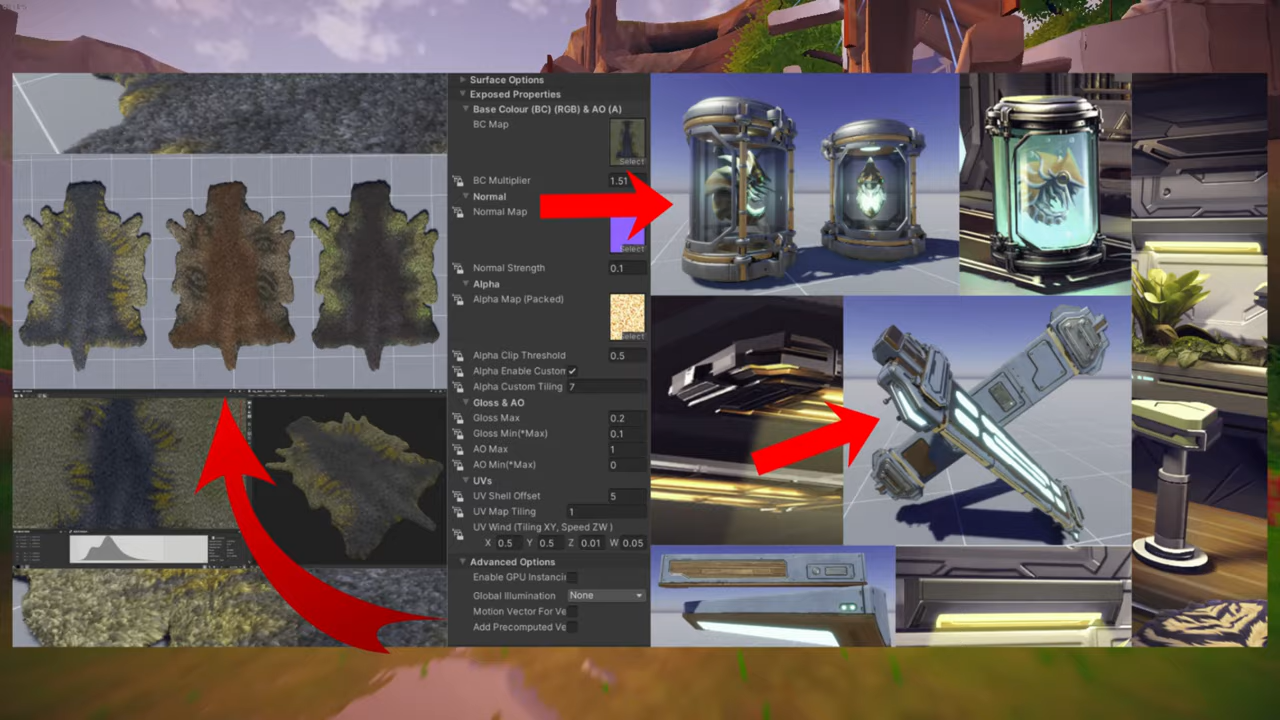 Surface Options
Exposed Properties
Base Colour (BC) (RGB) & AO (A)
BC Map
Select
BC Multiplier 1.51
Normal
Normal Map
Select
Normal Strength 0.1
Alpha
Alpha Map (Packed)
Select
Alpha Clip Threshold 0.5
Alpha Enable Custom
Alpha Custom Tiling 7
Gloss & AO
Gloss Max 0.2
Gloss Min(*Max) 0.1
AO Max 1
AO Min(*Max) 0
UVs
UV Shell Offset 5
UV Map Tiling 1
UV Wind (Tiling XY, Speed ZW )
X 0.5 Y 0.5 Z 0.01 W 0.05
Advanced Options
Enable GPU Instancin
Global Illumination None
Motion Vector For Ve
Add Precomputed Ve